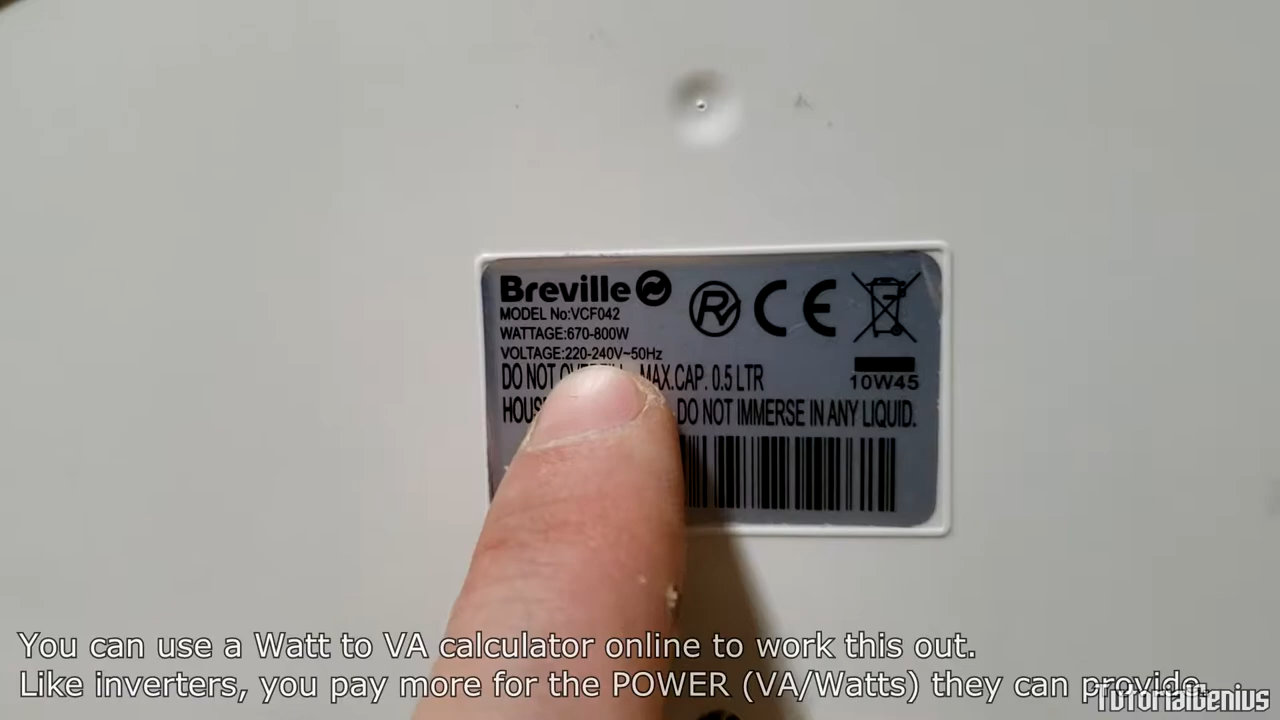 Breville
MODEL No:VCF042
WATTAGE:670-800W
VOLTAGE:220-240V~50Hz
DO NOT MAX.CAP. 0.5 LTR
DO NOT IMMERSE IN ANY LIQUID.
R CE
10W45
You can use a Watt to VA calculator online to work this out.
Like inverters, you pay more for the POWER (VA/Watts) they can provide.
TutorialGenius